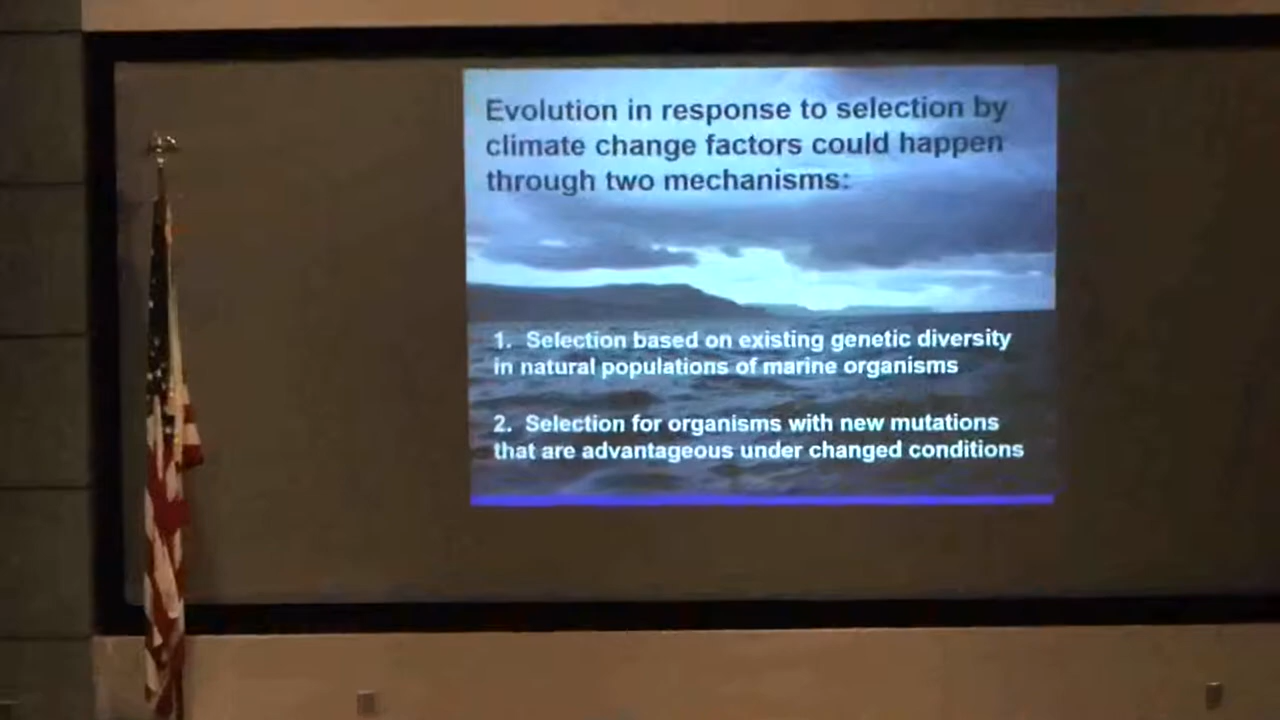 Evolution in response to selection by
climate change factors could happen
through two mechanisms:
1. Selection based on existing genetic diversity
in natural populations of marine organisms
2. Selection for organisms with new mutations
that are advantageous under changed conditions